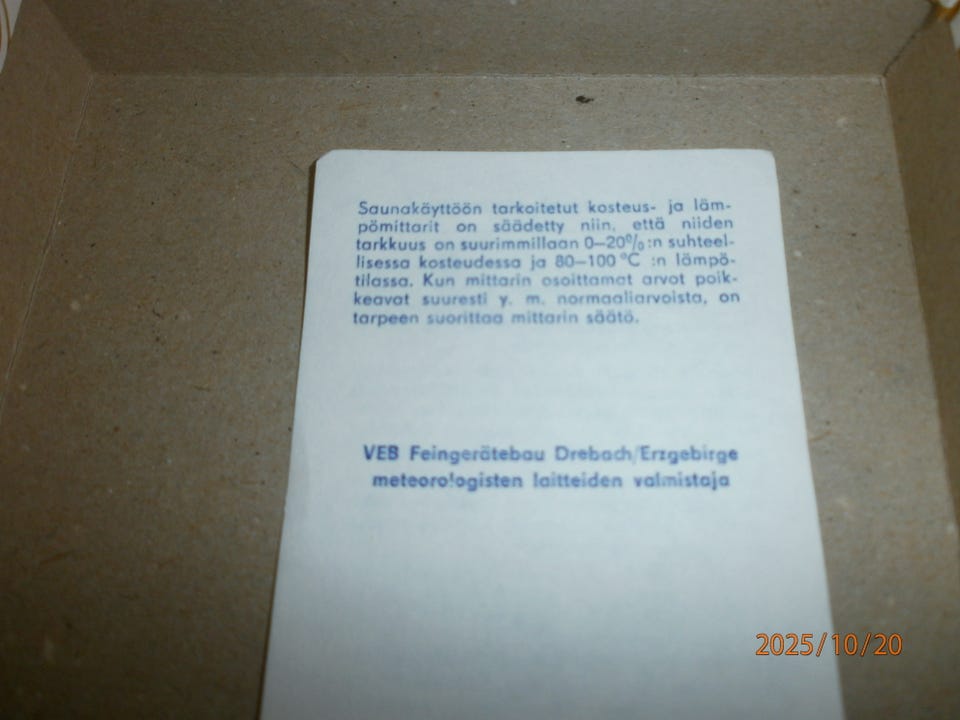 Saunakäyttöön tarkoitetut kosteus- ja läm-
pömittarit on säädetty niin, että niiden
tarkkuus on suurimmillaan 0–20%:n suhteel-
lisessa kosteudessa ja 80–100 °C :n lämpö-
tilassa. Kun mittarin osoittamat arvot poik-
keavat suuresti y. m. normaaliarvoista, on
tarpeen suorittaa mittarin säätö.
VEB Feingerätebau Drebach/Erzgebirge
meteorologisten laitteiden valmistaja
2025/10/20